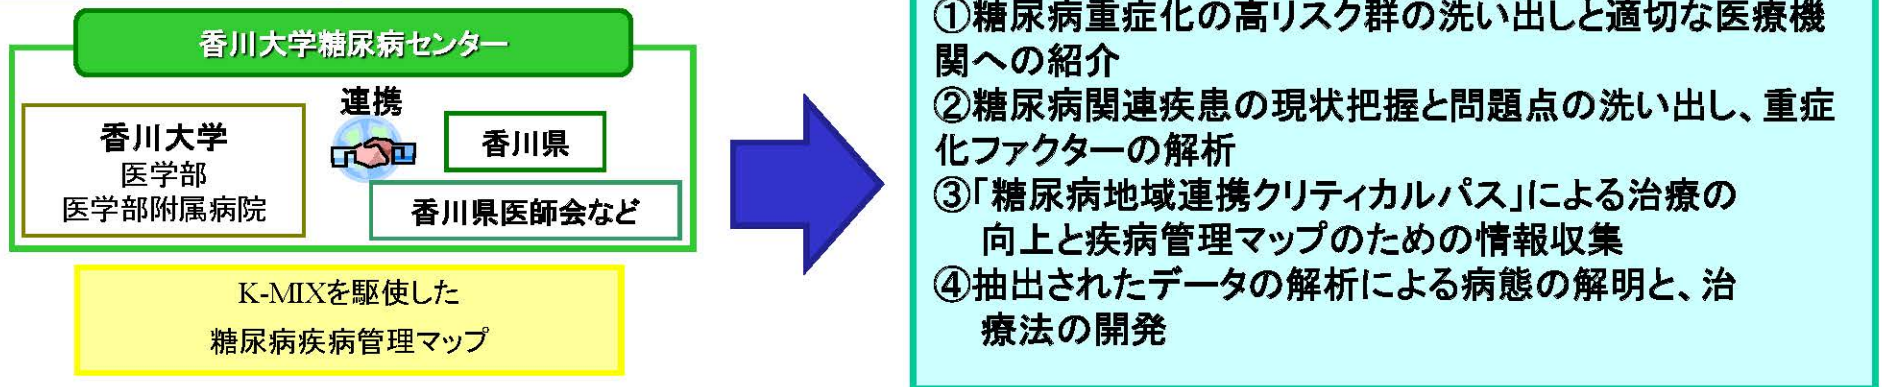 香川大学糖尿病センター
連携
香川大学
医学部
医学部附属病院
香川県
香川県医師会など
K-MIXを駆使した
糖尿病疾病管理マップ
①糖尿病重症化の高リスク群の洗い出しと適切な医療機
関への紹介
②糖尿病関連疾患の現状把握と問題点の洗い出し、重症
化ファクターの解析
③「糖尿病地域連携クリティカルパス」による治療の
向上と疾病管理マップのための情報収集
④抽出されたデータの解析による病態の解明と、治
療法の開発